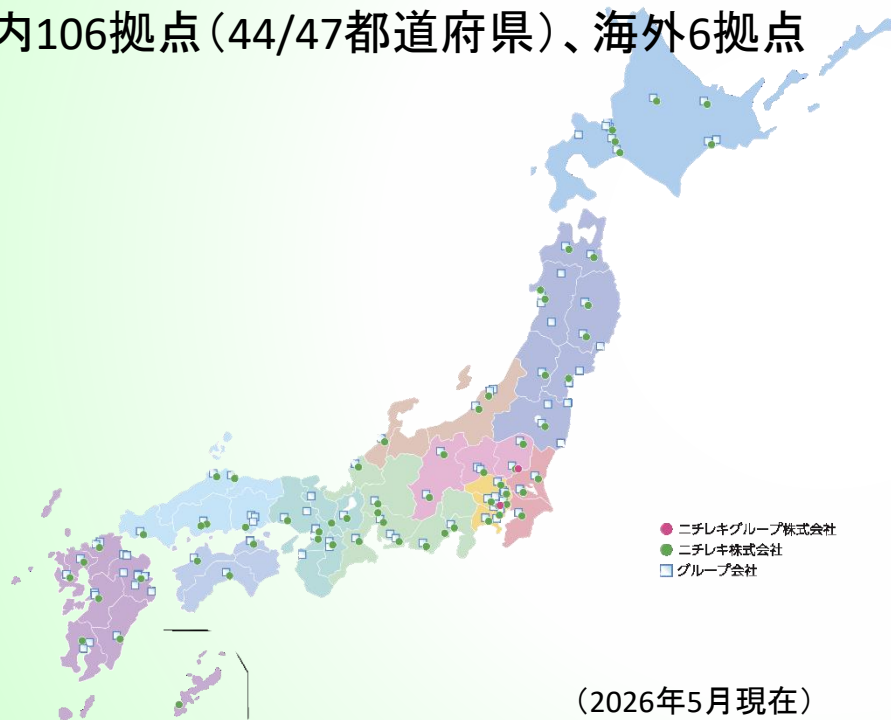 内106拠点（44/47都道府県）、海外6拠点
ニチレキグループ株式会社
ニチレキ株式会社
グループ会社
（2026年5月現在）